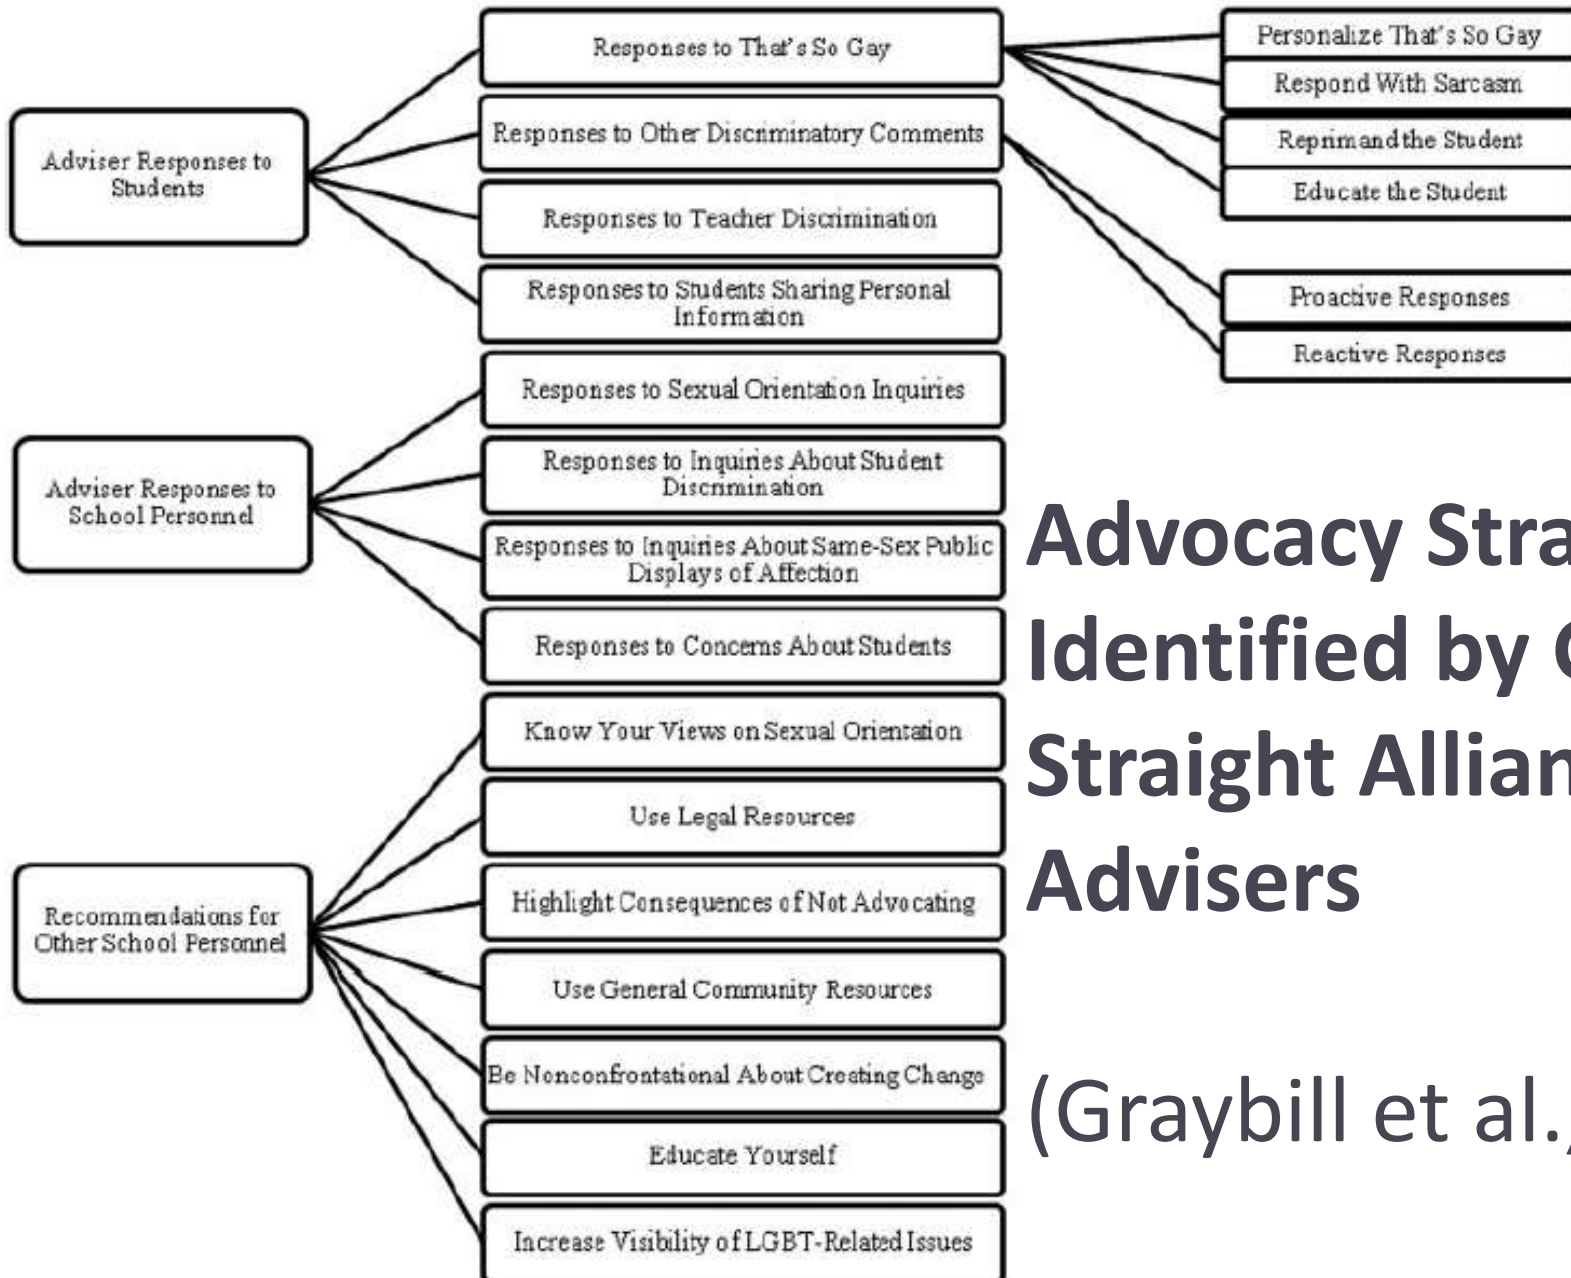 Adviser Responses to
Students
Responses to That's So Gay
Responses to Other Discriminatory Comments
Responses to Teacher Discrimination
Responses to Students Sharing Personal
Information
Personalize That's So Gay
Respond With Sarcasm
Reprimand the Student
Educate the Student
Proactive Responses
Reactive Responses
Adviser Responses to
School Personnel
Responses to Sexual Orientation Inquiries
Responses to Inquiries About Student
Discrimination
Responses to Inquiries About Same-Sex Public
Displays of Affection
Responses to Concerns About Students
Recommendations for
Other School Personnel
Know Your Views on Sexual Orientation
Use Legal Resources
Highlight Consequences of Not Advocating
Use General Community Resources
Be Nonconfrontational About Creating Change
Educate Yourself
Increase Visibility of LGBT-Related Issues
Advocacy Stra
Identified by
Straight Allian
Advisers
(Graybill et al.,